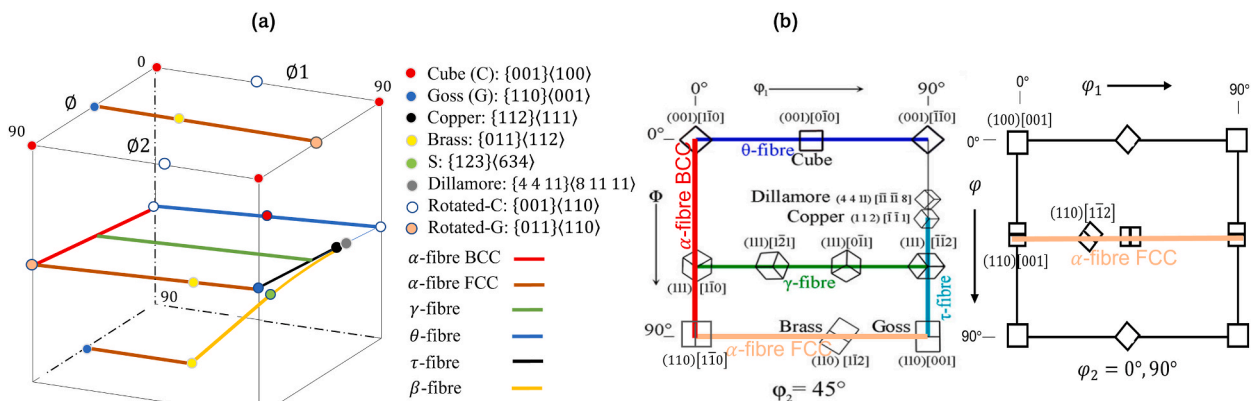 (a)
0
Ø1
90
Ø
90
Ø2
90
Cube (C): {001}⟨100⟩
Goss (G): {110}⟨001⟩
Copper: {112}⟨111⟩
Brass: {011}⟨112⟩
S: {123}⟨634⟩
Dillamore: {4 4 11}⟨8 11 11⟩
Rotated-C: {001}⟨110⟩
Rotated-G: {011}⟨110⟩
α-fibre BCC
α-fibre FCC
γ-fibre
θ-fibre
τ-fibre
β-fibre
(b)
0°
φ₁
90°
(001)[11̄0]
(001)[01̄0]
(001)[1̄1̄0]
0°
θ-fibre
Cube
α-fibre BCC
Φ
Dillamore (4 4 11) [1̄1̄ 1̄1̄ 8]
Copper (1 1 2) [1̄ 1̄ 1]
(111)[12̄1]
(111)[01̄1]
(111)[1̄1̄2]
γ-fibre
(111) [11̄0]
τ-fibre
90°
Brass
Goss
α-fibre FCC
(110)[11̄0]
(110) [11̄2]
(110)[001]
φ₂= 45°
0°
φ₁
90°
(100)[001]
0°
φ
(110)[11̄2]
α-fibre FCC
(110)[001]
90°
φ₂ = 0°, 90°